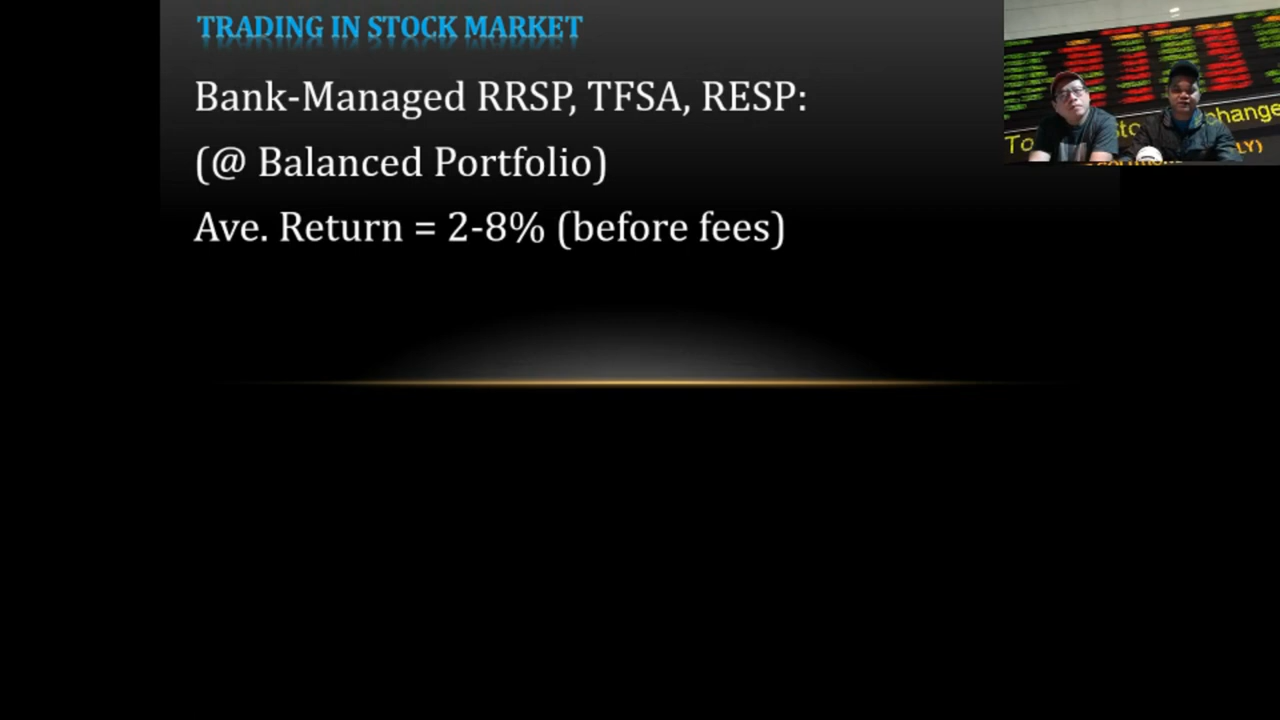 TRADING IN STOCK MARKET
Bank-Managed RRSP, TFSA, RESP:
(@ Balanced Portfolio)
Ave. Return = 2-8% (before fees)